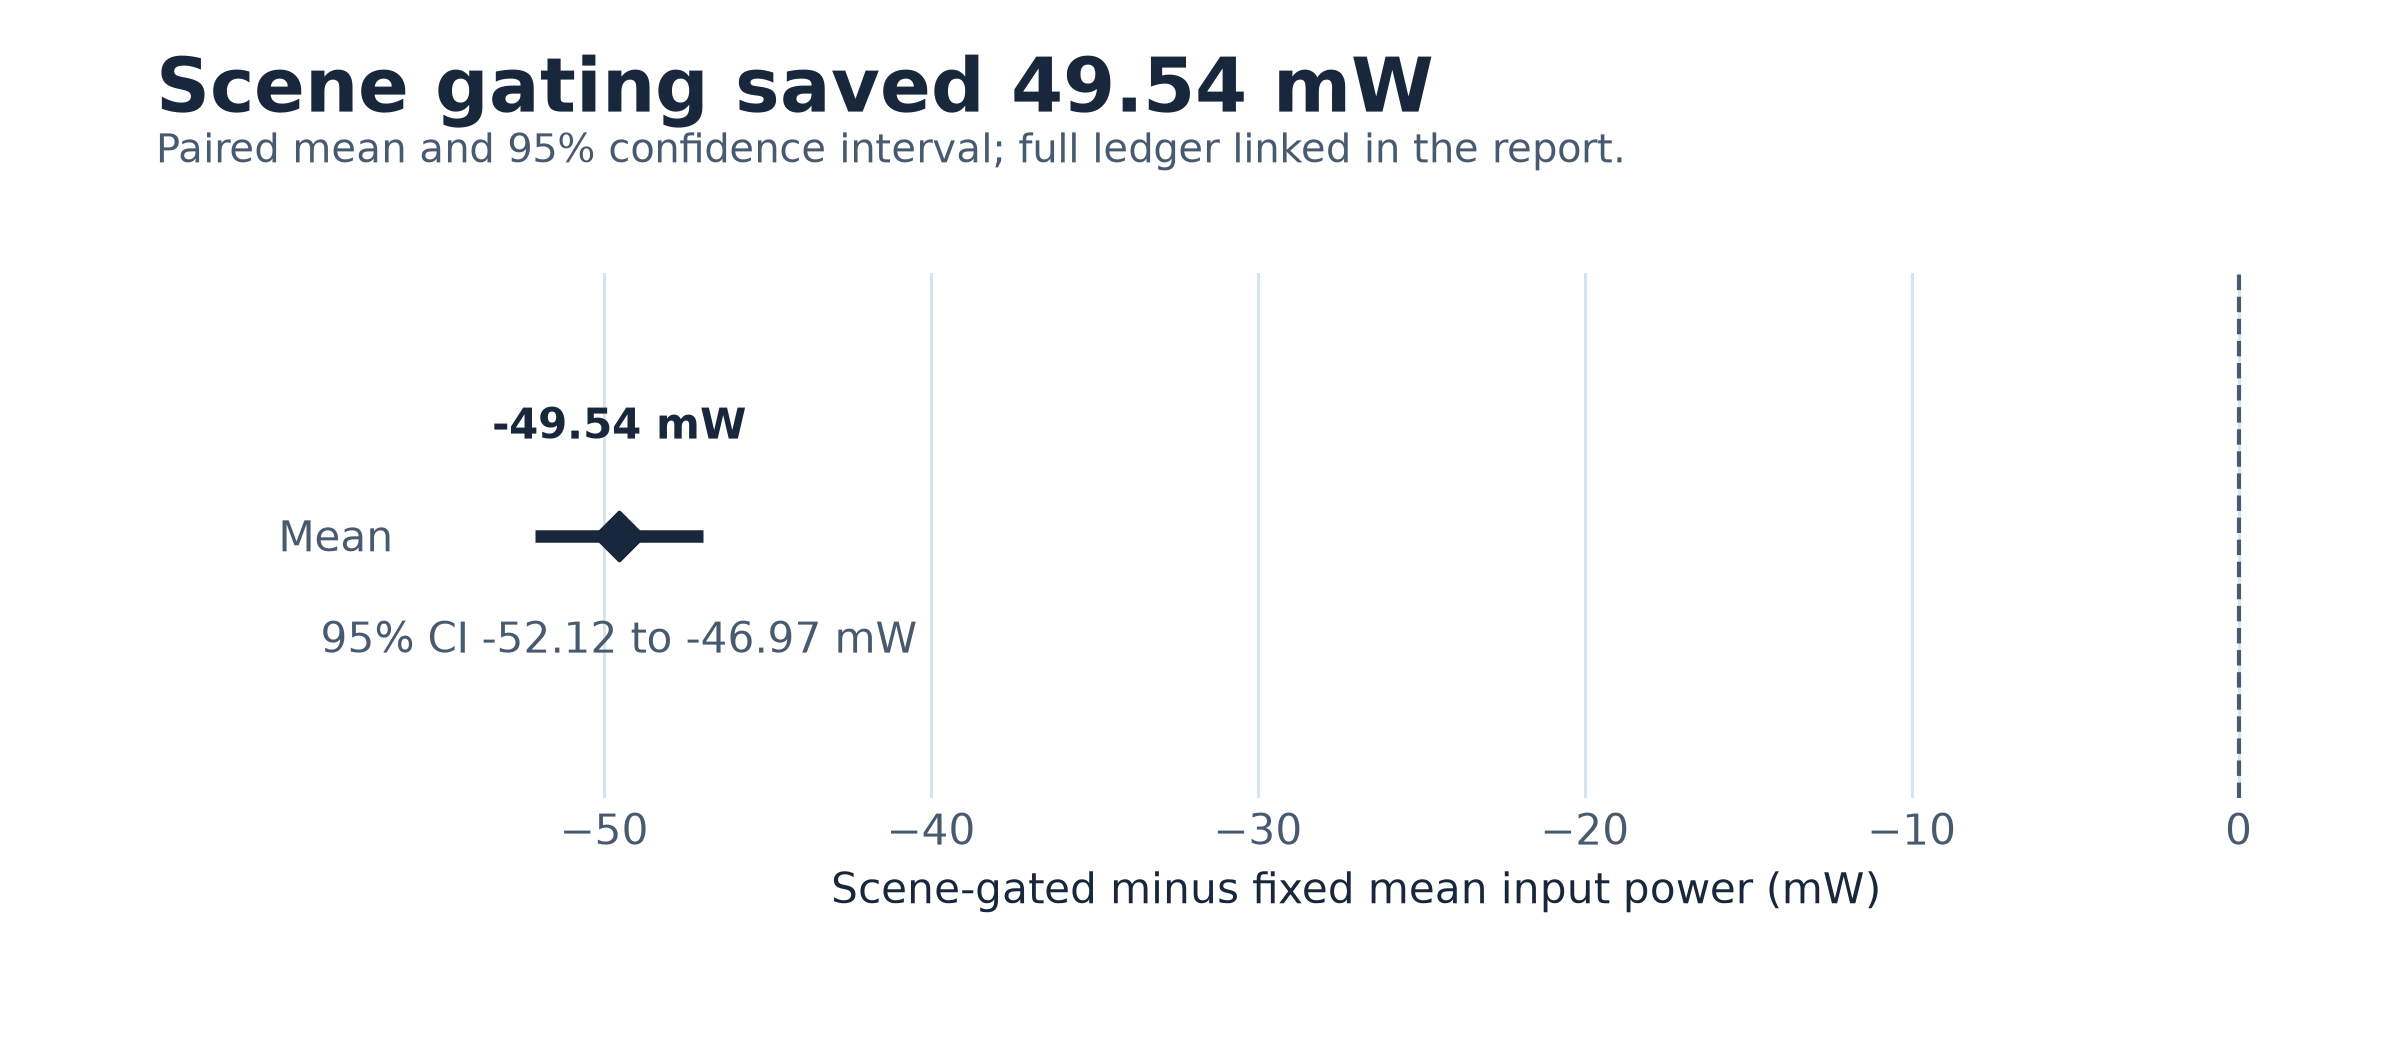 Scene gating saved 49.54 mW
Paired mean and 95% confidence interval; full ledger linked in the report.
-49.54 mW
Mean
95% CI -52.12 to -46.97 mW
−50 −40 −30 −20 −10 0
Scene-gated minus fixed mean input power (mW)